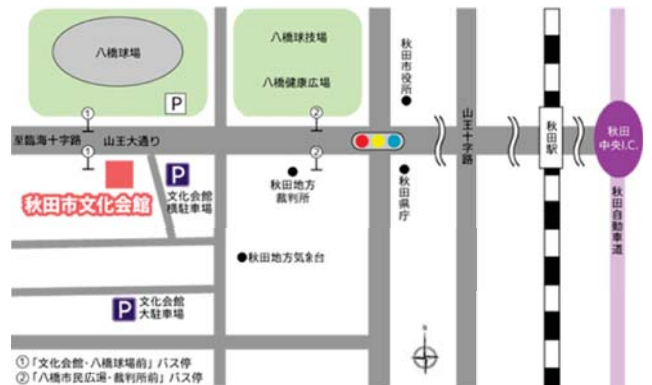 八橋球場
P
八橋球技場
八橋健康広場
秋田市役所
①
②
至臨海十字路
山王大通り
①
②
山王十字路
秋田駅
秋田
中央I.C.
秋田市文化会館
P
文化会館
横駐車場
秋田地方
裁判所
秋田県庁
秋田自動車道
秋田地方気象台
P
文化会館
大駐車場
N
①「文化会館・八橋球場前」バス停
②「八橋市民広場・裁判所前」バス停